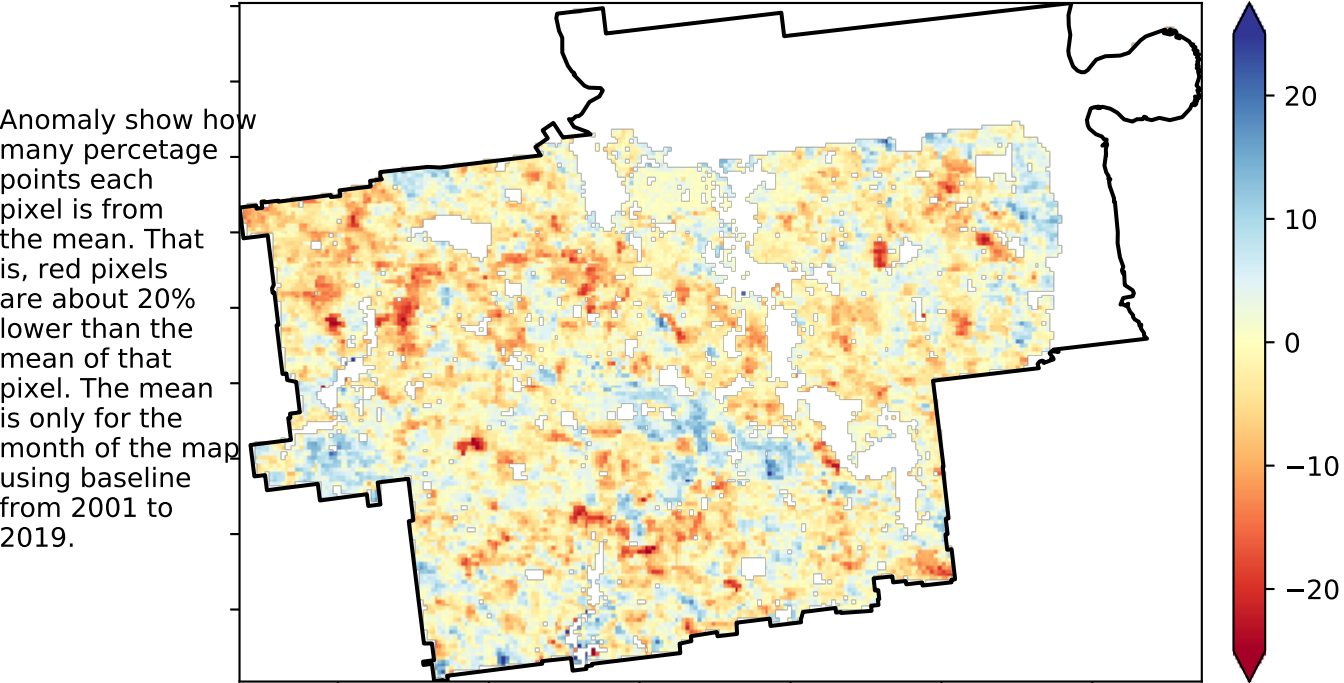 Anomaly show how
many percetage
points each
pixel is from
the mean. That
is, red pixels
are about 20%
lower than the
mean of that
pixel. The mean
is only for the
month of the map
using baseline
from 2001 to
2019.
20
10
0
−10
−20